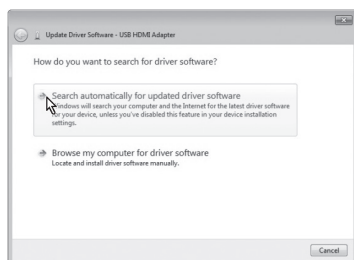 Update Driver Software - USB HDMI Adapter
How do you want to search for driver software?
Search automatically for updated driver software
Windows will search your computer and the Internet for the latest driver software
for your device, unless you've disabled this feature in your device installation
settings.
Browse my computer for driver software
Locate and install driver software manually.
Cancel